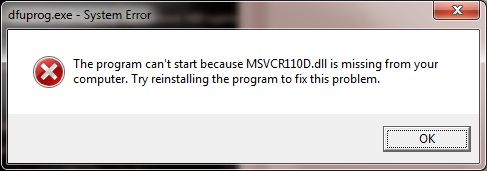 dfuprog.exe - System Error
The program can't start because MSVCR110D.dll is missing from your
computer. Try reinstalling the program to fix this problem.
OK